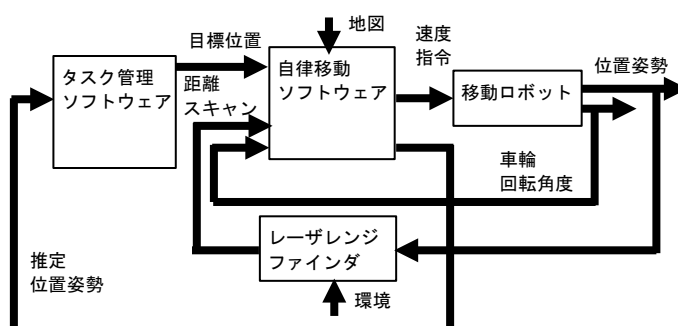 地図
目標位置
速度
指令
位置姿勢
タスク管理
ソフトウェア
距離
スキャン
自律移動
ソフトウェア
移動ロボット
車輪
回転角度
レーザレンジ
ファインダ
推定
位置姿勢
環境